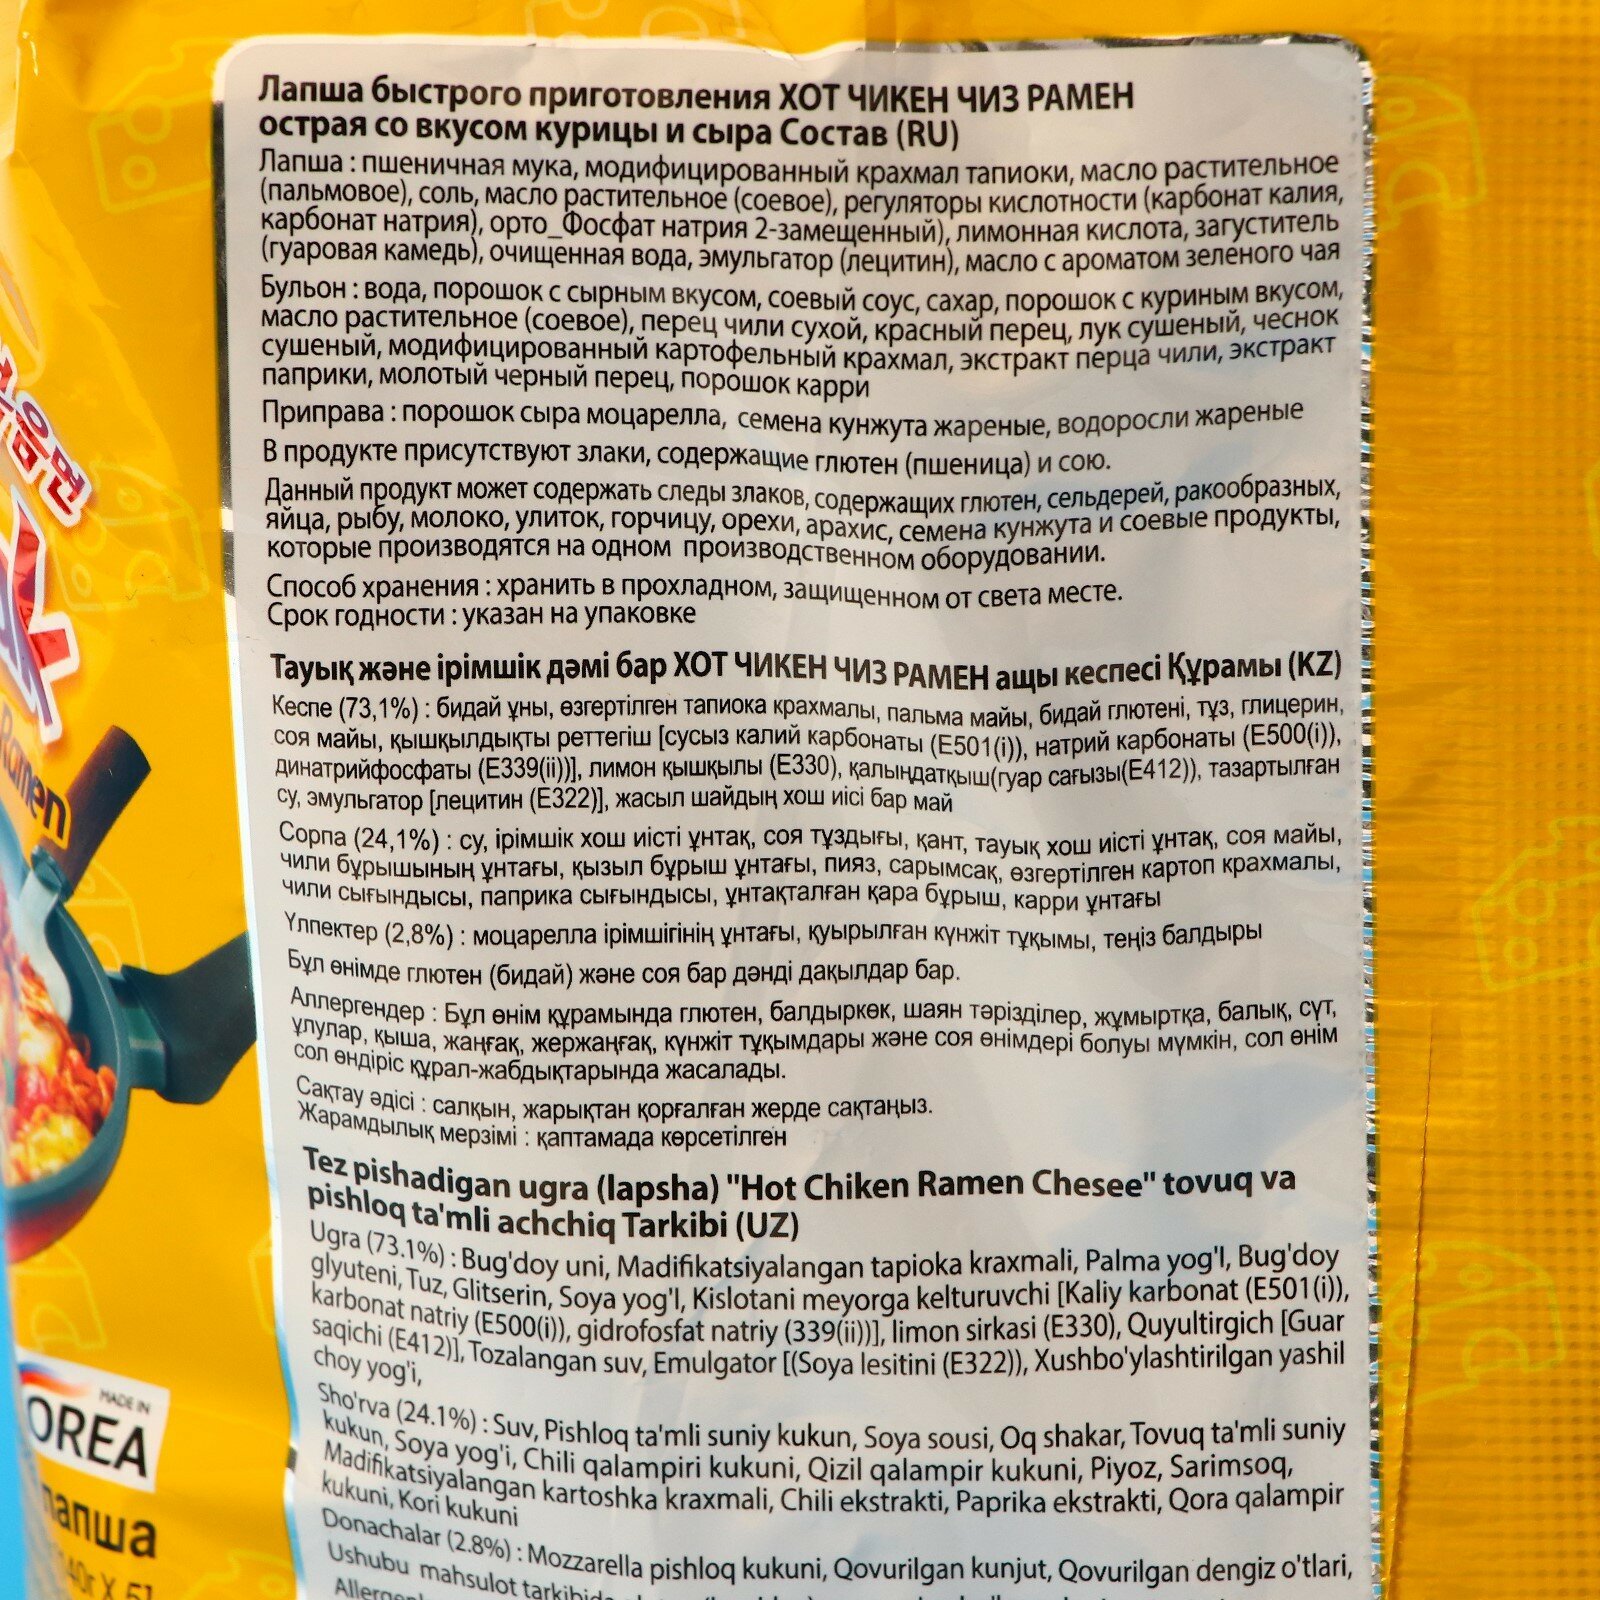 Лапша быстрого приготовления ХОТ ЧИКЕН ЧИЗ РАМЕН
острая со вкусом курицы и сыра Состав (RU)
Лапша : пшеничная мука, модифицированный крахмал тапиоки, масло растительное
(пальмовое), соль, масло растительное (соевое), регуляторы кислотности (карбонат калия,
карбонат натрия), орто_Фосфат натрия 2-замещенный), лимонная кислота, загуститель
(гуаровая камедь), очищенная вода, эмульгатор (лецитин), масло с ароматом зеленого чая
Бульон : вода, порошок с сырным вкусом, соевый соус, сахар, порошок с куриным вкусом,
масло растительное (соевое), перец чили сухой, красный перец, лук сушеный, чеснок
сушеный, модифицированный картофельный крахмал, экстракт перца чили, экстракт
паприки, молотый черный перец, порошок карри
Приправа : порошок сыра моцарелла, семена кунжута жареные, водоросли жареные
В продукте присутствуют злаки, содержащие глютен (пшеница) и сою.
Данный продукт может содержать следы злаков, содержащих глютен, сельдерей, ракообразных,
яйца, рыбу, молоко, улиток, горчицу, орехи, арахис, семена кунжута и соевые продукты,
которые производятся на одном производственном оборудовании.
Способ хранения : хранить в прохладном, защищенном от света месте.
Срок годности : указан на упаковке
Тауық және ірімшік дәмі бар ХОТ ЧИКЕН ЧИЗ РАМЕН ащы кеспесі Құрамы (KZ)
Кеспе (73,1%) : бидай ұны, өзгертілген тапиока крахмалы, пальма майы, бидай глютені, тұз, глицерин,
соя майы, қышқылдықты реттегіш [сусыз калий карбонаты (E501(i)), натрий карбонаты (E500(i)),
динатрийфосфаты (E339(ii))], лимон қышқылы (E330), қалыңдатқыш(гуар сағызы(E412)), тазартылған
су, эмульгатор [лецитин (E322)], жасыл шайдың хош иісі бар май
Сорпа (24,1%) : су, ірімшік хош иісті ұнтақ, соя тұздығы, қант, тауық хош иісті ұнтақ, соя майы,
чили бұрышының ұнтағы, қызыл бұрыш ұнтағы, пияз, сарымсақ, өзгертілген картоп крахмалы,
чили сығындысы, паприка сығындысы, ұнтақталған қара бұрыш, карри ұнтағы
Үлпектер (2,8%) : моцарелла ірімшігінің ұнтағы, қуырылған күнжіт тұқымы, теңіз балдыры
Бұл өнімде глютен (бидай) және соя бар дәнді дақылдар бар.
Аллергендер : Бұл өнім құрамында глютен, балдыркөк, шаян тәрізділер, жұмыртқа, балық, сүт,
ұлулар, қыша, жаңғақ, жержаңғақ, күнжіт тұқымдары және соя өнімдері болуы мүмкін, сол өнім
сол өндіріс құрал-жабдықтарында жасалады.
Сақтау әдісі : салқын, жарықтан қорғалған жерде сақтаңыз.
Жарамдылық мерзімі : қаптамада көрсетілген
Tez pishadigan ugra (lapsha) "Hot Chiken Ramen Chesee" tovuq va
pishloq ta'mli achchiq Tarkibi (UZ)
Ugra (73.1%) : Bug'doy uni, Madifikatsiyalangan tapioka kraxmali, Palma yog'I, Bug'doy
glyuteni, Tuz, Glitserin, Soya yog'I, Kislotani meyorga kelturuvchi [Kaliy karbonat (E501(i)),
karbonat natriy (E500(i)), gidrofosfat natriy (339(ii))], limon sirkasi (E330), Quyultirgich [Guar
saqichi (E412)], Tozalangan suv, Emulgator [(Soya lesitini (E322)), Xushbo'ylashtirilgan yashil
choy yog'i,
Sho'rva (24.1%) : Suv, Pishloq ta'mli suniy kukun, Soya sousi, Oq shakar, Tovuq ta'mli suniy
kukun, Soya yog'i, Chili qalampiri kukuni, Qizil qalampir kukuni, Piyoz, Sarimsoq,
Madifikatsiyalangan kartoshka kraxmali, Chili ekstrakti, Paprika ekstrakti, Qora qalampir
kukuni, Kori kukuni
Donachalar (2.8%) : Mozzarella pishloq kukuni, Qovurilgan kunjut, Qovurilgan dengiz o'tlari,
Ushubu mahsulot tarkibida
Ramen
MADE IN
OREA
лапша
140г X 5]